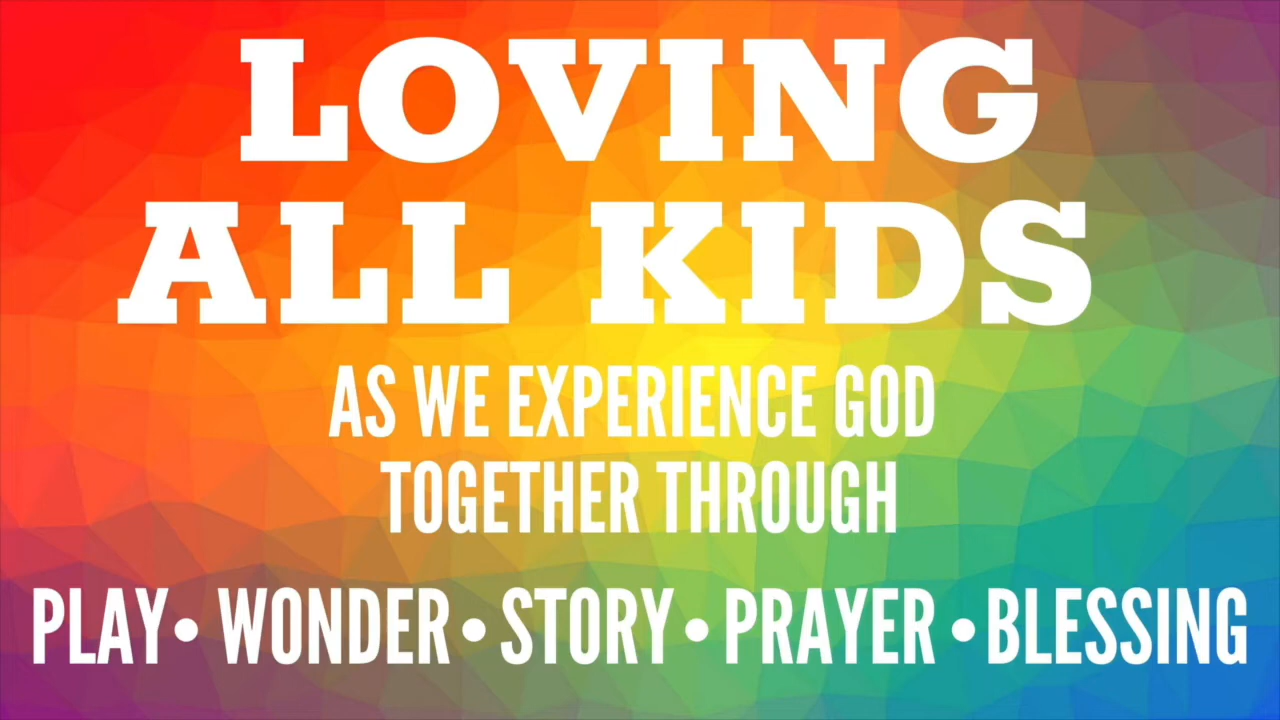 LOVING
ALL KIDS
AS WE EXPERIENCE GOD
TOGETHER THROUGH
PLAY • WONDER • STORY • PRAYER • BLESSING